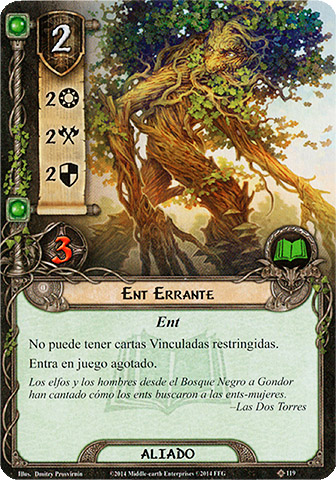 2
2
2
2
3
Ent Errante
Ent
No puede tener cartas Vinculadas restringidas.
Entra en juego agotado.
Los elfos y los hombres desde el Bosque Negro a Gondor
han cantado cómo los ents buscaron a las ents-mujeres.
–Las Dos Torres
ALIADO
Illus. Dmitry Prosvirnin
©2014 Middle-earth Enterprises ©2014 FFG
119